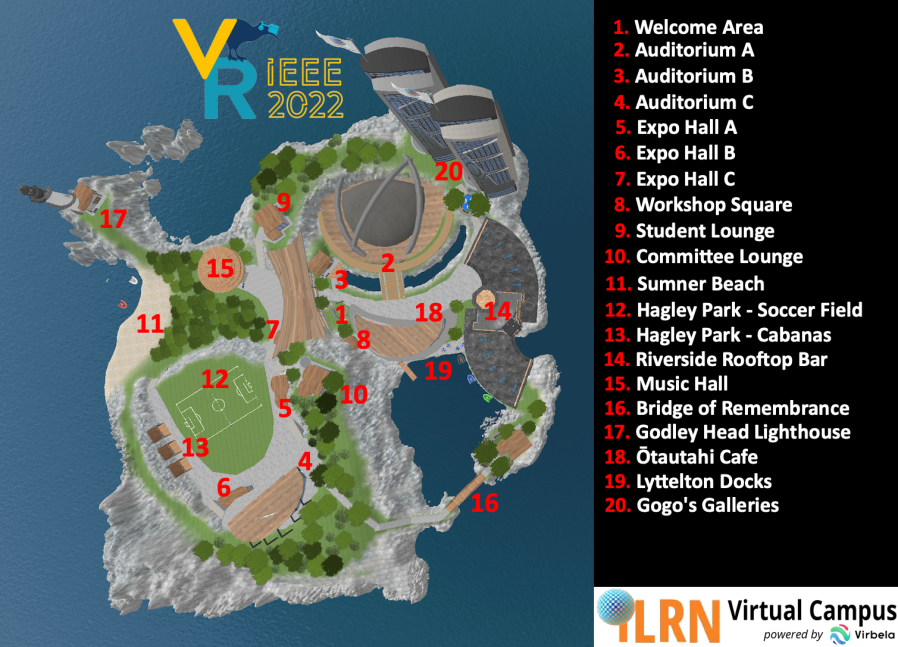 VR iEEE
2022
20
9
17
2
15
3
1
18
14
11
7
8
19
12
5
10
13
4
6
16
1. Welcome Area
2. Auditorium A
3. Auditorium B
4. Auditorium C
5. Expo Hall A
6. Expo Hall B
7. Expo Hall C
8. Workshop Square
9. Student Lounge
10. Committee Lounge
11. Sumner Beach
12. Hagley Park - Soccer Field
13. Hagley Park - Cabanas
14. Riverside Rooftop Bar
15. Music Hall
16. Bridge of Remembrance
17. Godley Head Lighthouse
18. Ōtautahi Cafe
19. Lyttelton Docks
20. Gogo's Galleries
iLRN Virtual Campus
powered by Virbela